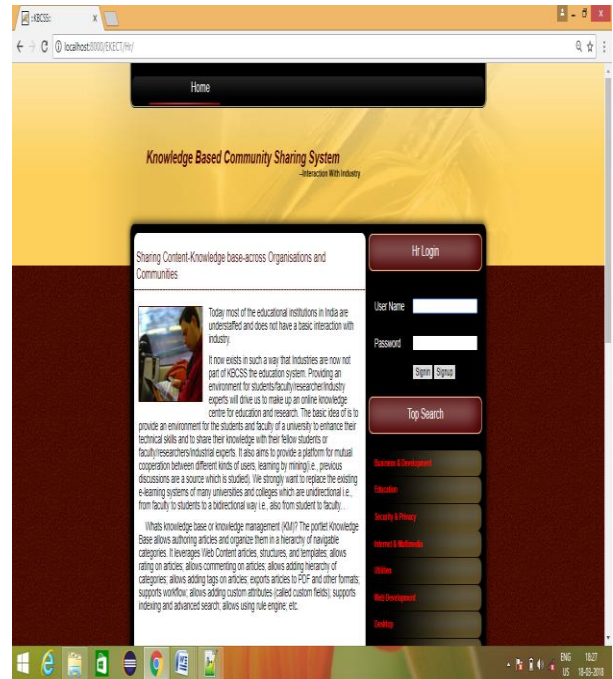 ::KBCSS::
localhost:8000/EKECT/Hr/
Home
Knowledge Based Community Sharing System
--Interaction With Industry
Sharing Content-Knowledge base-across Organisations and
Communities
Today most of the educational institutions in India are
understaffed and does not have a basic interaction with
industry.
It now exists in such a way that Industries are now not
part of KBCSS the education system. Providing an
environment for students/faculty/researcher/industry
experts will drive us to make up an online knowledge
centre for education and research. The basic idea of is to
provide an environment for the students and faculty of a university to enhance their
technical skills and to share their knowledge with their fellow students or
faculty/researchers/industrial experts. It also aims to provide a platform for mutual
cooperation between different kinds of users, learning by mining(i.e., previous
discussions are a source which is studied). We strongly want to replace the existing
e-learning systems of many universities and colleges which are unidirectional i.e.,
from faculty to students to a bidirectional way i.e., also from student to faculty. .
Whats knowledge base or knowledge management (KM)? The portlet Knowledge
Base allows authoring articles and organize them in a hierarchy of navigable
categories. It leverages Web Content articles, structures, and templates; allows
rating on articles; allows commenting on articles; allows adding hierarchy of
categories; allows adding tags on articles; exports articles to PDF and other formats;
supports workflow; allows adding custom attributes (called custom fields); supports
indexing and advanced search; allows using rule engine; etc.
Hr Login
User Name
Password
Signin Signup
Top Search
Business & Development
Education
Security & Privacy
Internet & Multimedia
Utilities
Web Development
Desktop
ENG 18:27
US 18-03-2018